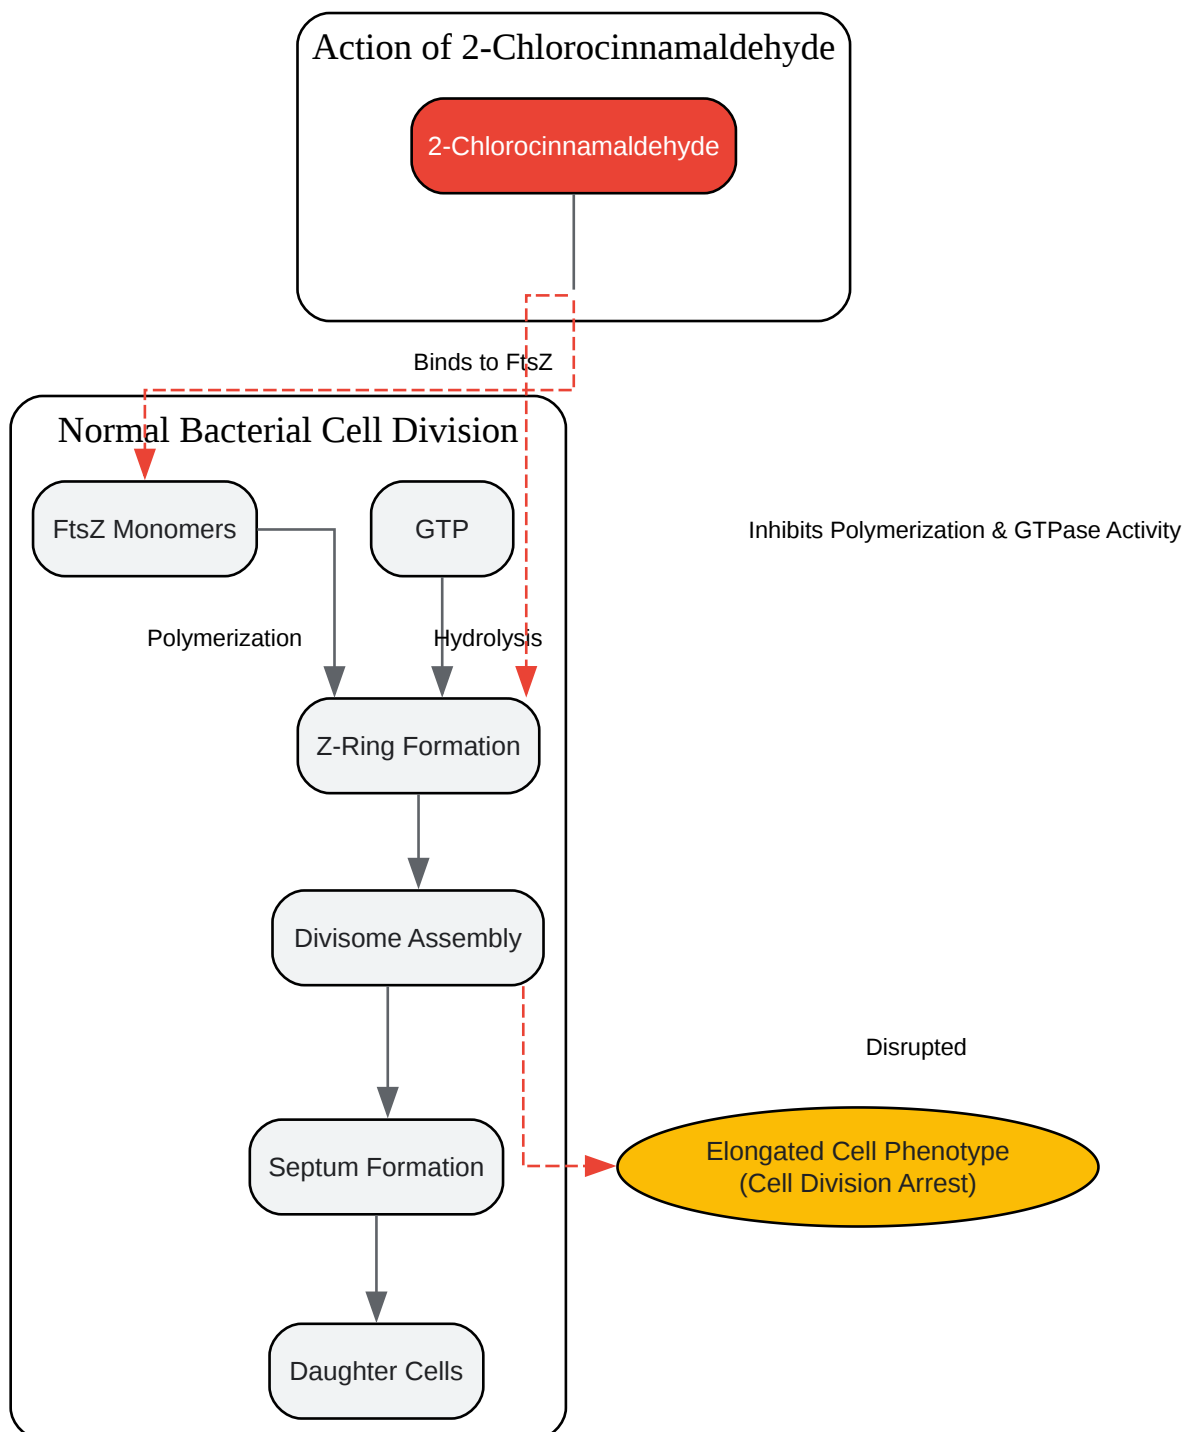 Action of 2-Chlorocinnamaldehyde
2-Chlorocinnamaldehyde
Binds to FtsZ
Normal Bacterial Cell Division
FtsZ Monomers
GTP
Inhibits Polymerization & GTPase Activity
Polymerization
Hydrolysis
Z-Ring Formation
Divisome Assembly
Disrupted
Elongated Cell Phenotype
(Cell Division Arrest)
Septum Formation
Daughter Cells